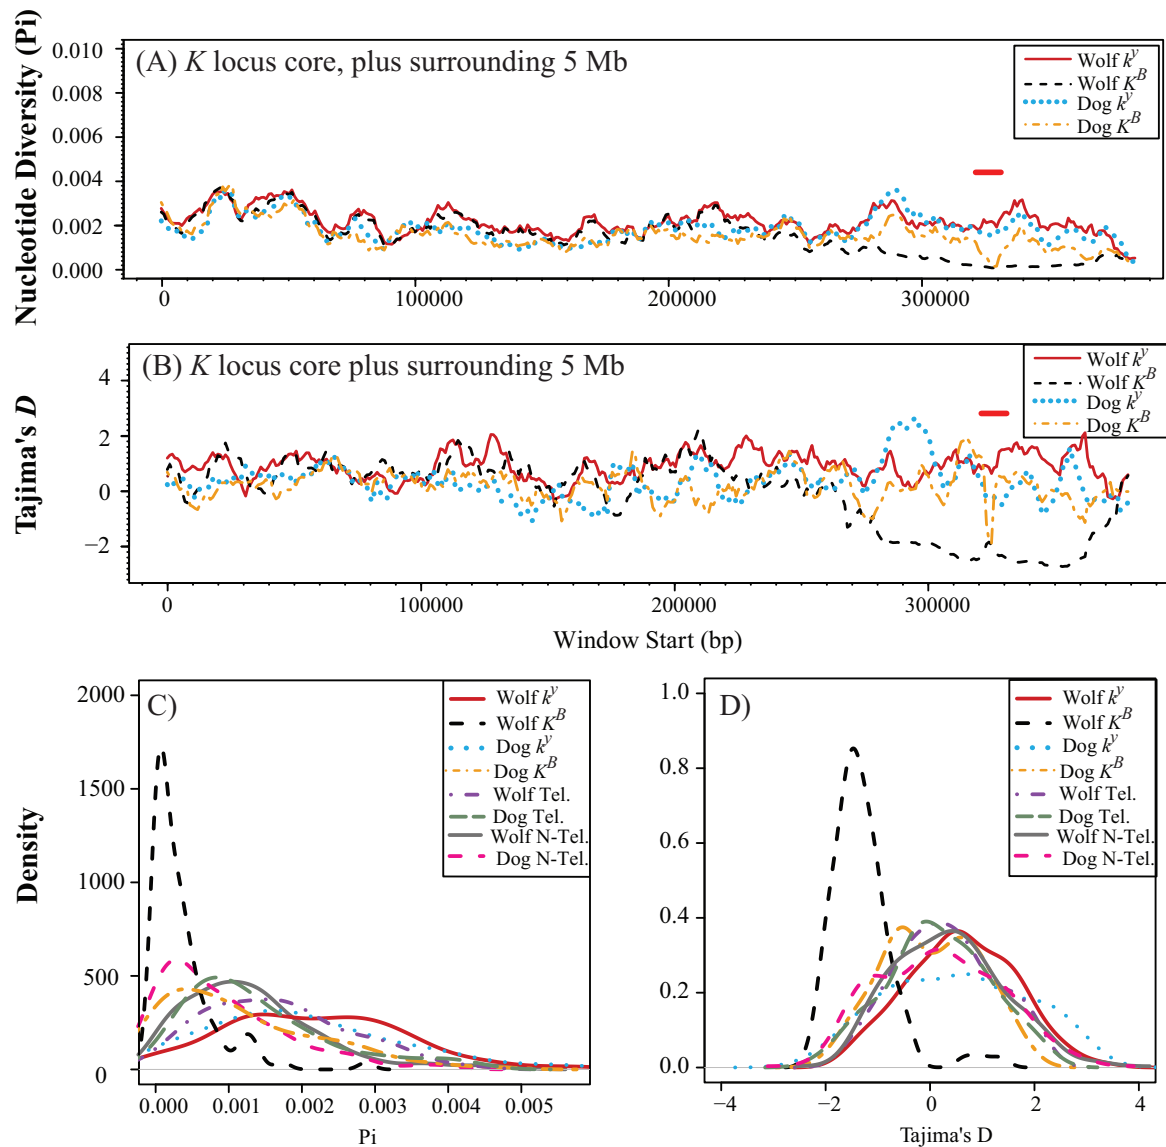 Nucleotide Diversity (Pi)
(A) K locus core, plus surrounding 5 Mb
0.010
0.008
0.006
0.004
0.002
0.000
Wolf k^y
Wolf K^B
Dog k^y
Dog K^B
0 100000 200000 300000
Tajima's D
(B) K locus core plus surrounding 5 Mb
4
2
0
−2
Wolf k^y
Wolf K^B
Dog k^y
Dog K^B
0 100000 200000 300000
Window Start (bp)
Density
C)
2000
1500
1000
500
0
Wolf k^y
Wolf K^B
Dog k^y
Dog K^B
Wolf Tel.
Dog Tel.
Wolf N-Tel.
Dog N-Tel.
0.000 0.001 0.002 0.003 0.004 0.005
Pi
D)
1.0
0.8
0.6
0.4
0.2
0.0
Wolf k^y
Wolf K^B
Dog k^y
Dog K^B
Wolf Tel.
Dog Tel.
Wolf N-Tel.
Dog N-Tel.
−4 −2 0 2 4
Tajima's D